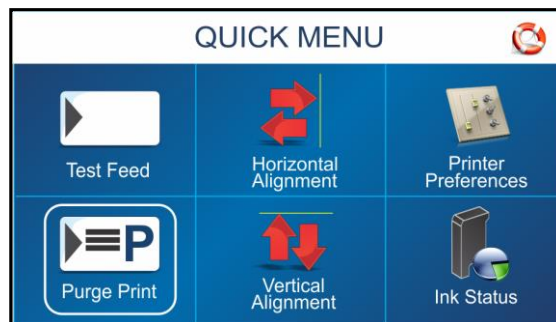 QUICK MENU
Test Feed
Horizontal
Alignment
Printer
Preferences
P
Purge Print
Vertical
Alignment
Ink Status